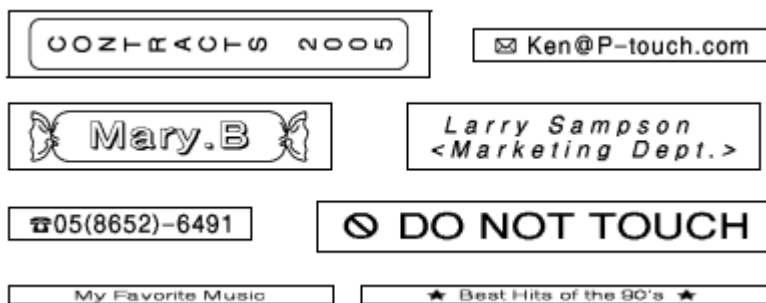 CONTRACTS 2005
✉ Ken@P-touch.com
Mary.B
Larry Sampson
<Marketing Dept.>
☎05(8652)-6491
🚫 DO NOT TOUCH
My Favorite Music
★ Best Hits of the 90's ★